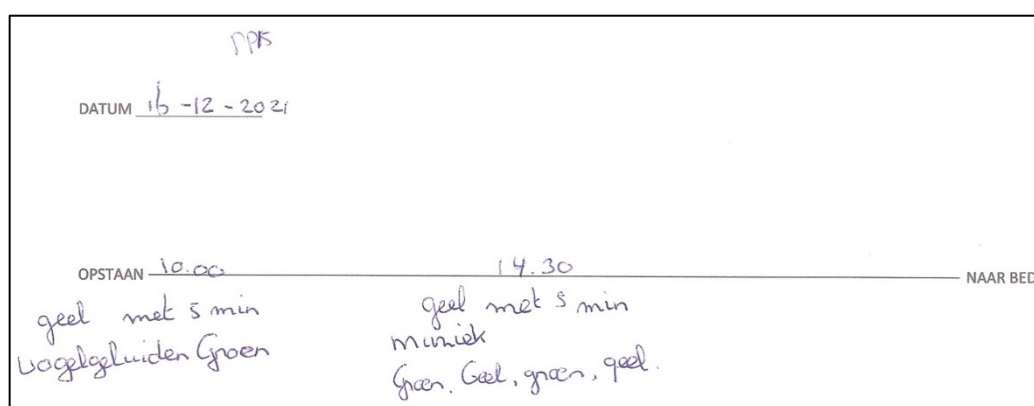 DATUM 16-12-2021
OPSTAAN 10.00 14.30 NAAR BED
geel met 5 min
vogelgeluiden Groen
geel met 5 min
muziek
Groen. Geel, groen, geel.